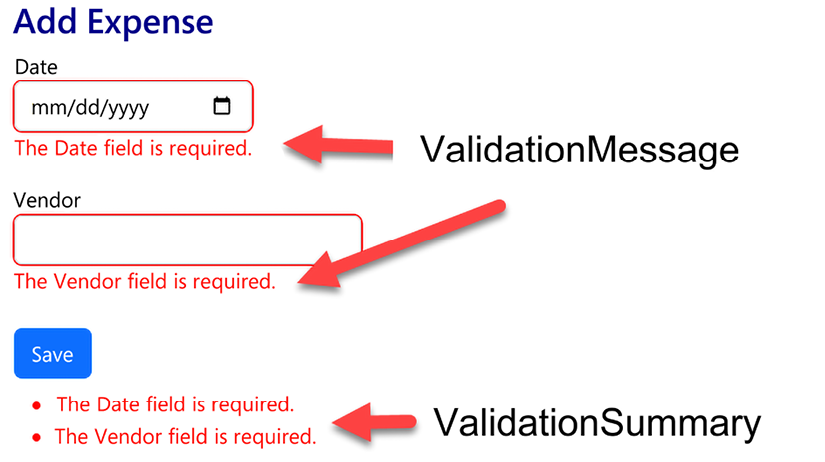 Add Expense
Date
mm/dd/yyyy
The Date field is required.
ValidationMessage
Vendor
The Vendor field is required.
Save
The Date field is required.
The Vendor field is required.
ValidationSummary